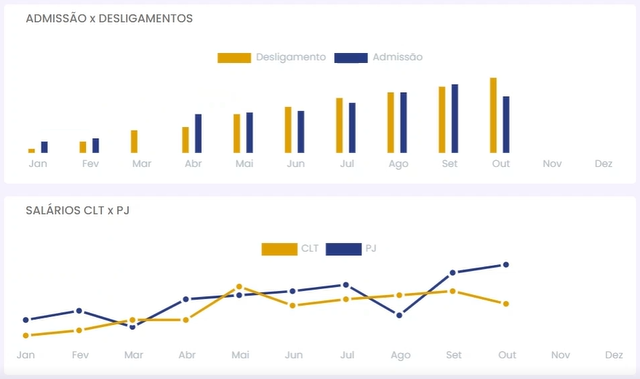 ADMISSÃO x DESLIGAMENTOS
Desligamento Admissão
Jan Fev Mar Abr Mai Jun Jul Ago Set Out Nov Dez
SALÁRIOS CLT x PJ
CLT PJ
Jan Fev Mar Abr Mai Jun Jul Ago Set Out Nov Dez